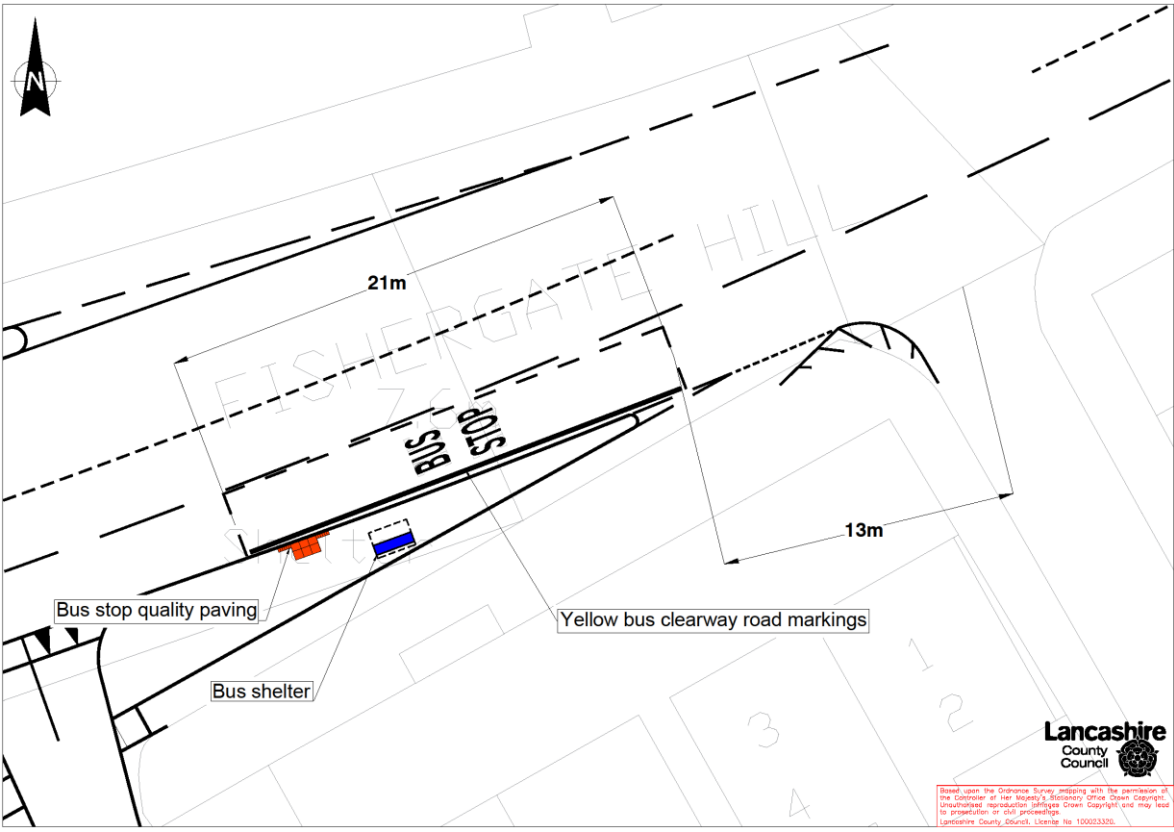 N
21m
FISHERGATE HILL
BUS
STOP
Shelter
13m
Bus stop quality paving
Yellow bus clearway road markings
Bus shelter
1
2
3
4
Lancashire
County
Council
Based upon the Ordnance Survey mapping with the permission of
the Controller of Her Majesty's Stationery Office Crown Copyright.
Unauthorised reproduction infringes Crown Copyright and may lead
to prosecution or civil proceedings.
Lancashire County Council. Licence No 100023320.